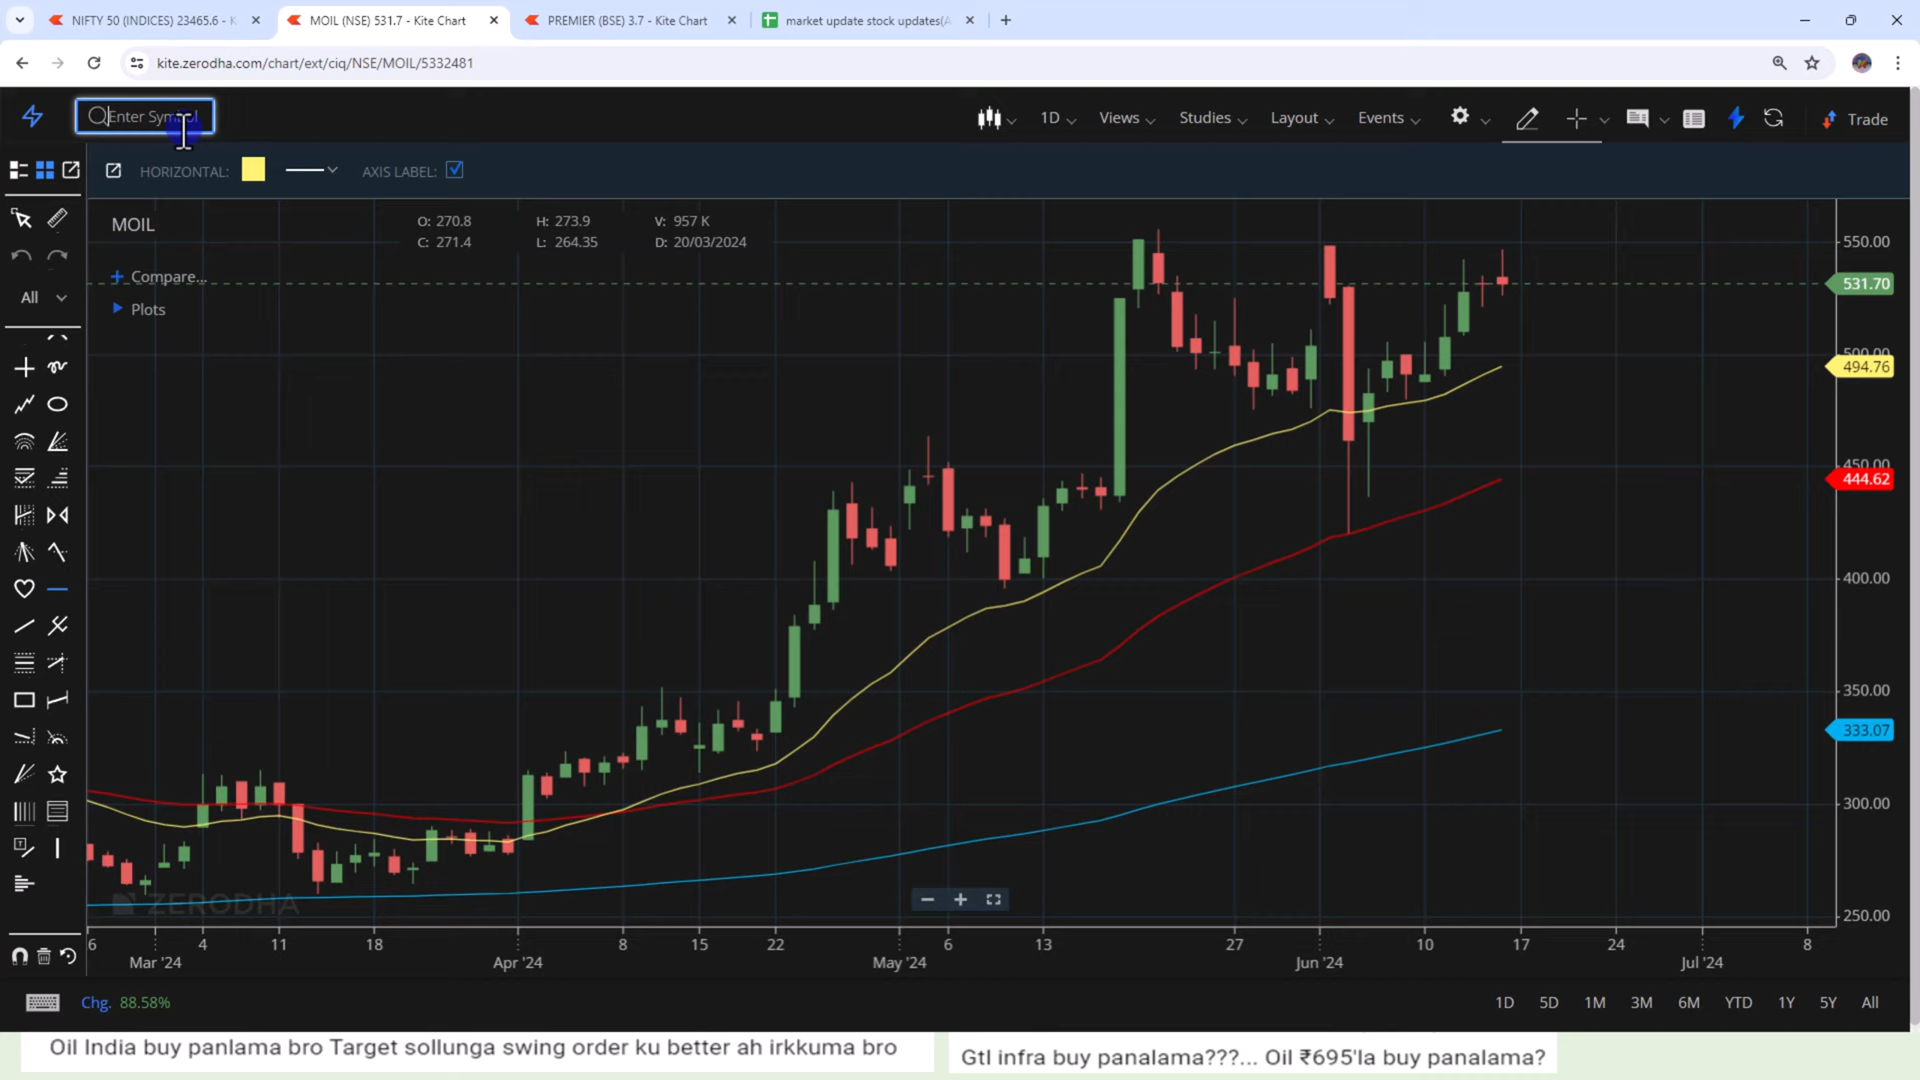 NIFTY 50 (INDICES) 23465.6 - K
MOIL (NSE) 531.7 - Kite Chart
PREMIER (BSE) 3.7 - Kite Chart
market update stock updates(A
kite.zerodha.com/chart/ext/ciq/NSE/MOIL/5332481
Enter Symbol
1D
Views
Studies
Layout
Events
Trade
HORIZONTAL:
AXIS LABEL:
MOIL
O: 270.8
H: 273.9
V: 957 K
C: 271.4
L: 264.35
D: 20/03/2024
+ Compare...
Plots
All
550.00
531.70
500.00
494.76
450.00
444.62
400.00
350.00
333.07
300.00
250.00
ZERODHA
6 4 11 18 8 15 22 6 13 27 10 17 24 8
Mar '24 Apr '24 May '24 Jun '24 Jul '24
Chg. 88.58%
1D 5D 1M 3M 6M YTD 1Y 5Y All
Oil India buy panlama bro Target sollunga swing order ku better ah irkkuma bro
Gtl infra buy panalama???... Oil ₹695'la buy panalama?